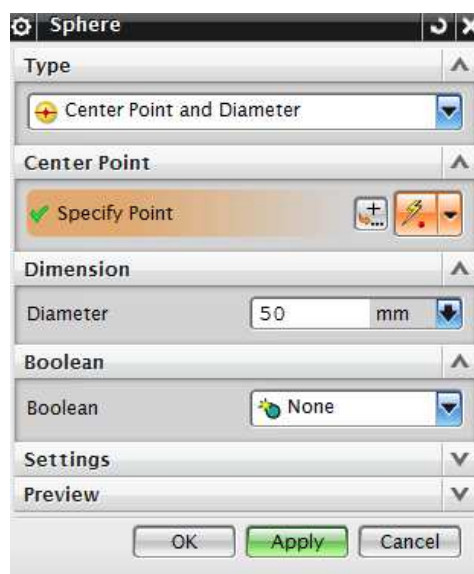 Sphere
Type
Center Point and Diameter
Center Point
Specify Point
Dimension
Diameter 50 mm
Boolean
Boolean None
Settings
Preview
OK Apply Cancel